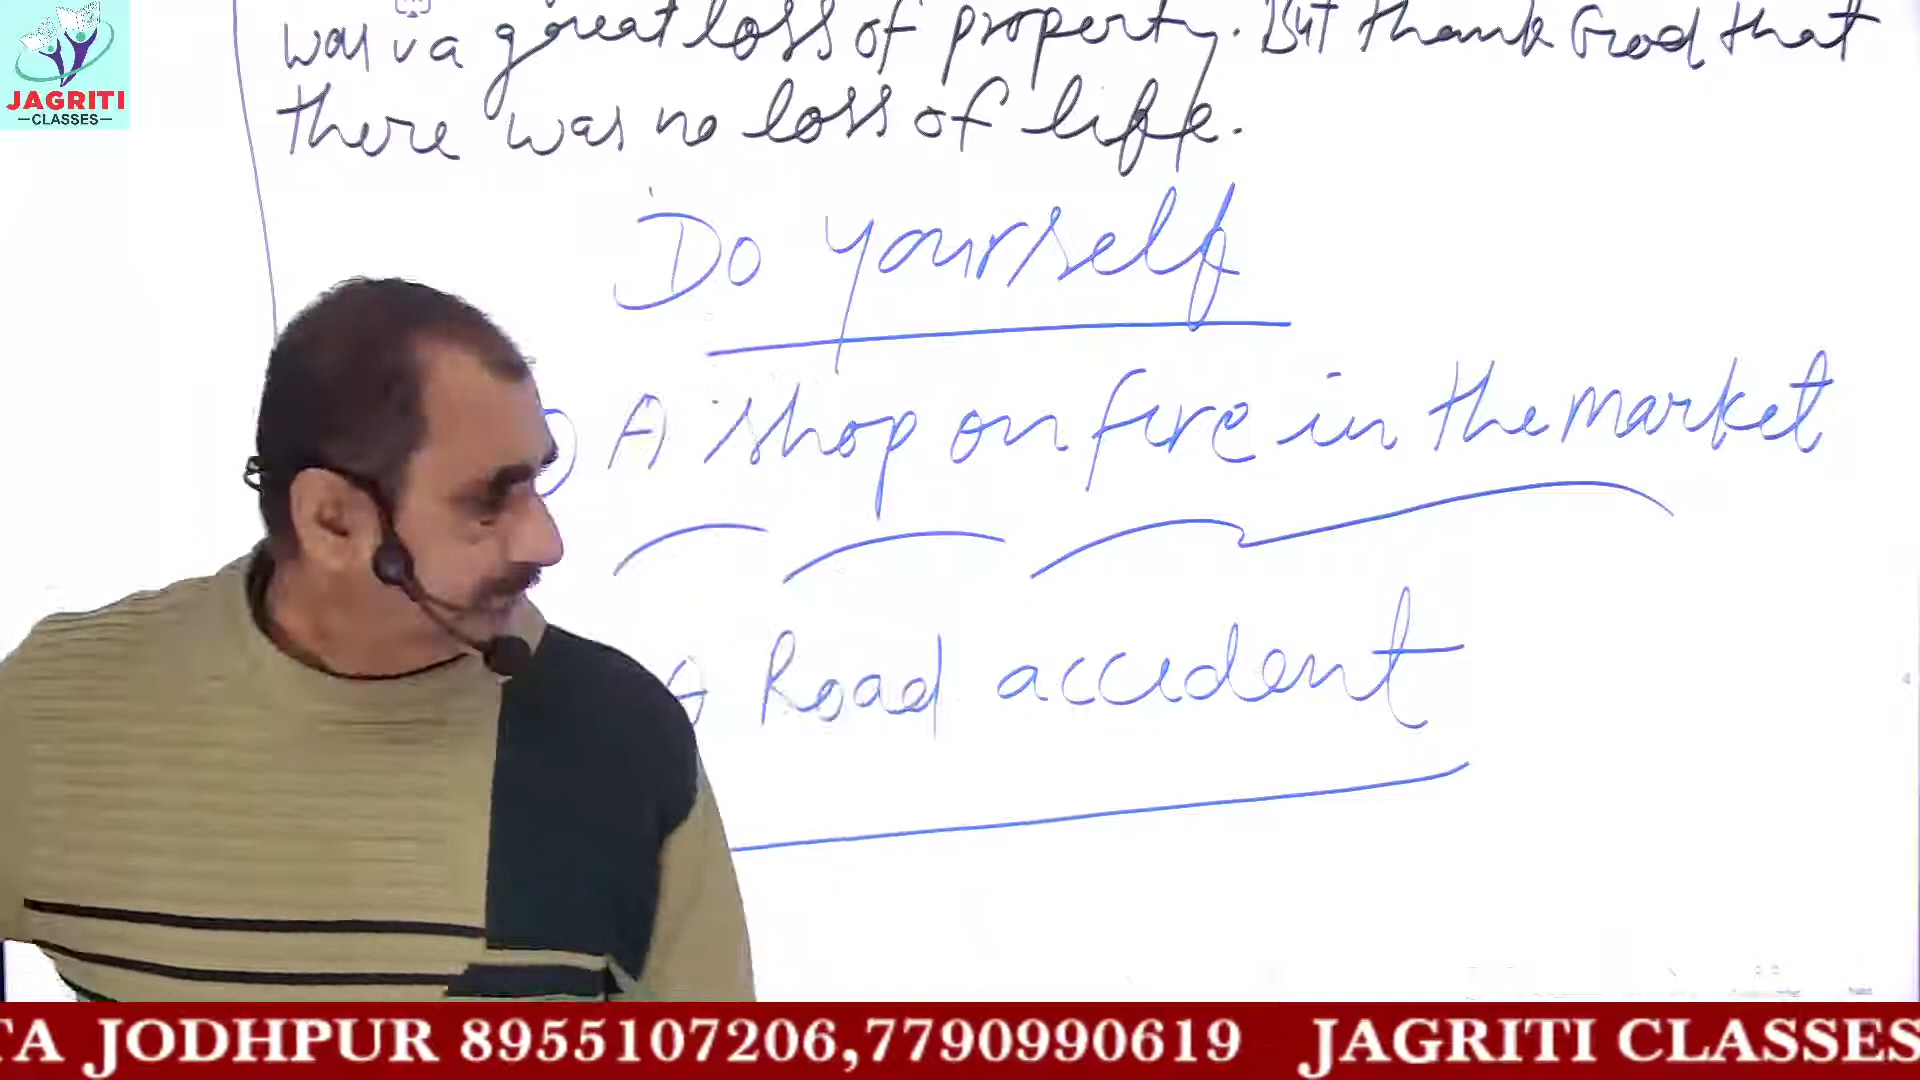 JAGRITI
—CLASSES—
was a great loss of property. But thank God that
there was no loss of life.
Do yourself
A shop on fire in the market
A Road accident
TA JODHPUR 8955107206,7790990619 JAGRITI CLASSES